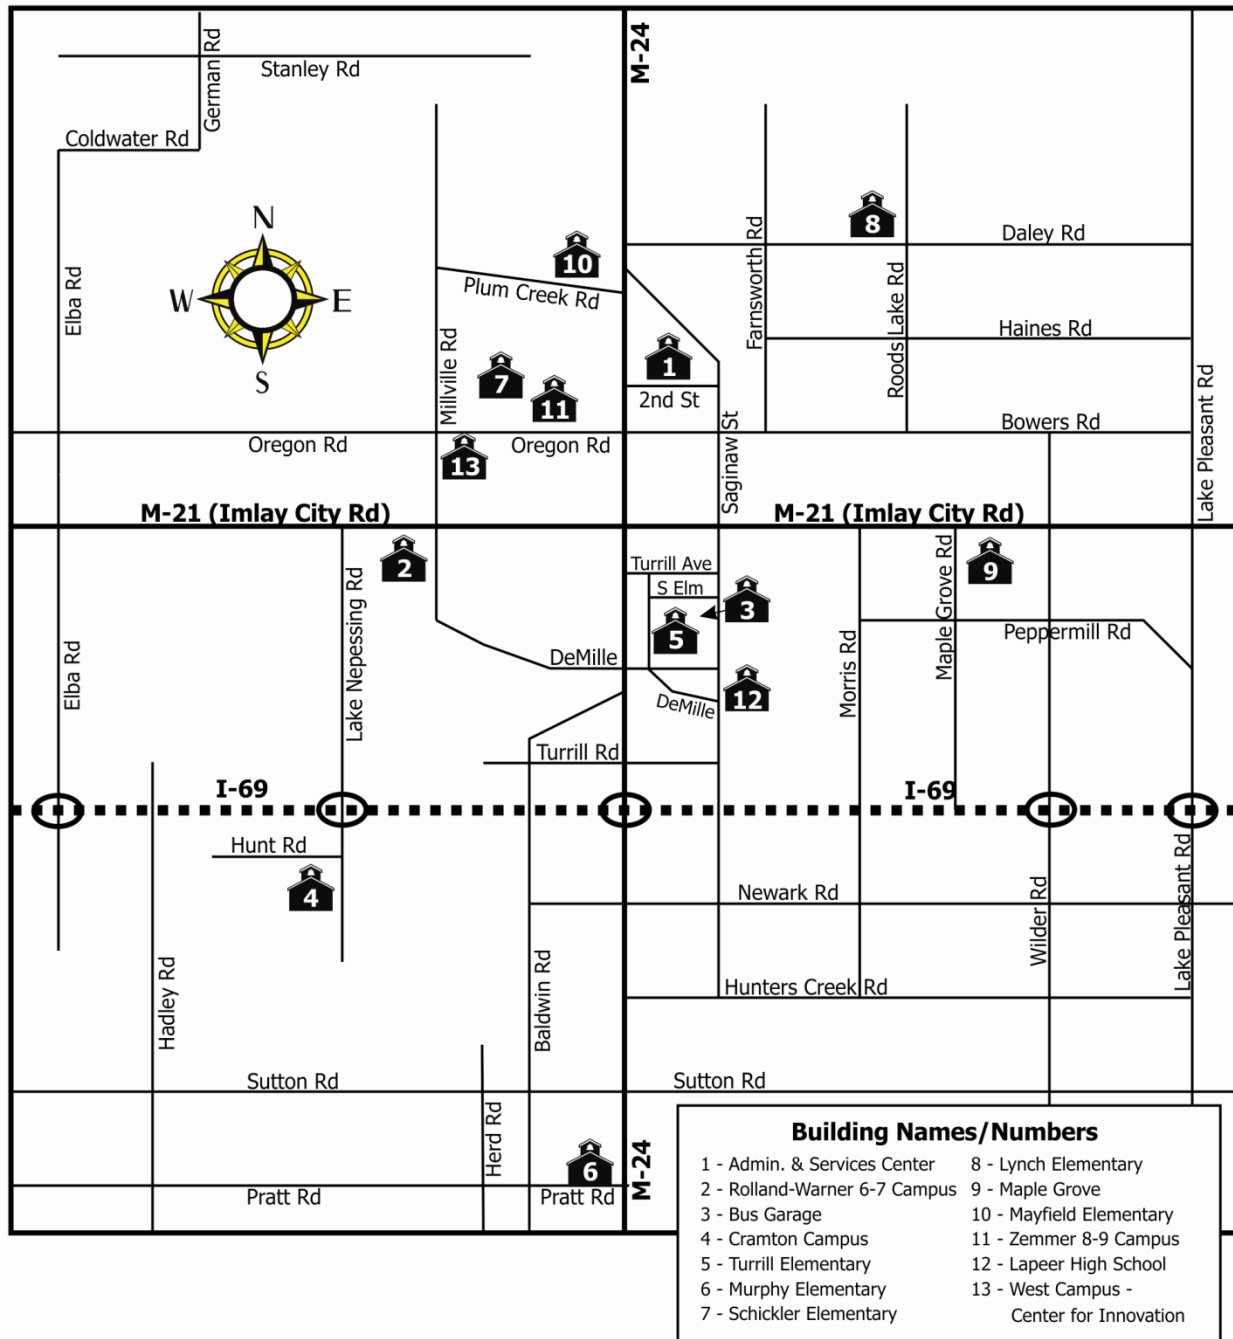 German Rd
M-24
Stanley Rd
Coldwater Rd
N
W
E
S
Elba Rd
10
Plum Creek Rd
Millville Rd
7
11
1
2nd St
Farnsworth Rd
8
Daley Rd
Haines Rd
Roods Lake Rd
Lake Pleasant Rd
Bowers Rd
Saginaw St
Oregon Rd
Oregon Rd
13
M-21 (Imlay City Rd)
M-21 (Imlay City Rd)
2
Turrill Ave
S Elm
3
5
Maple Grove Rd
9
Elba Rd
Lake Nepessing Rd
DeMille
DeMille
12
Morris Rd
Peppermill Rd
Turrill Rd
I-69
I-69
Hunt Rd
4
Newark Rd
Wilder Rd
Lake Pleasant Rd
Hadley Rd
Baldwin Rd
Hunters Creek Rd
Sutton Rd
Sutton Rd
Herd Rd
6
M-24
Pratt Rd
Pratt Rd
Building Names/Numbers
1 - Admin. & Services Center
2 - Rolland-Warner 6-7 Campus
3 - Bus Garage
4 - Cramton Campus
5 - Turrill Elementary
6 - Murphy Elementary
7 - Schickler Elementary
8 - Lynch Elementary
9 - Maple Grove
10 - Mayfield Elementary
11 - Zemmer 8-9 Campus
12 - Lapeer High School
13 - West Campus -
Center for Innovation